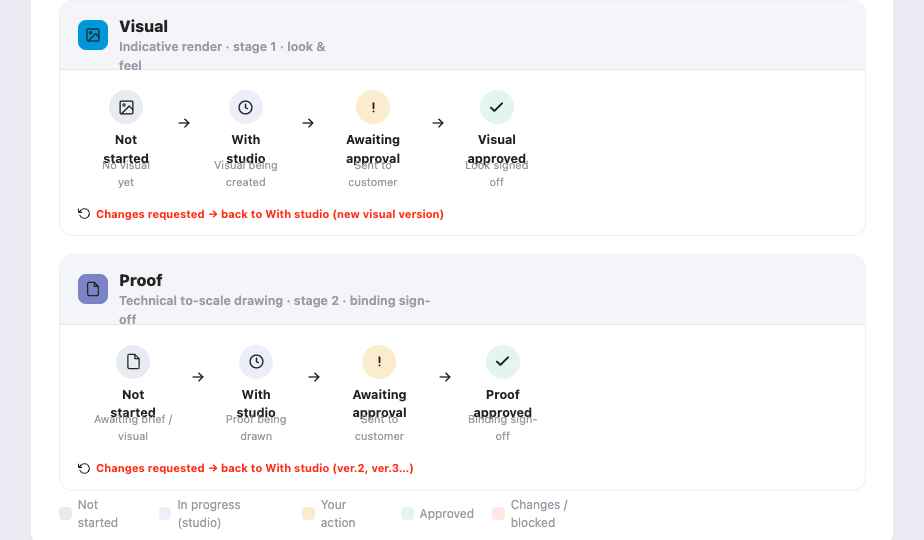 Visual
Indicative render · stage 1 · look &
feel
Not
started
No visual
yet
→
With
studio
Visual being
created
→
!
Awaiting
approval
Sent to
customer
→
Visual
approved
Look signed
off
Changes requested → back to With studio (new visual version)
Proof
Technical to-scale drawing · stage 2 · binding sign-
off
Not
started
Awaiting brief /
visual
→
With
studio
Proof being
drawn
→
!
Awaiting
approval
Sent to
customer
→
Proof
approved
Binding sign-
off
Changes requested → back to With studio (ver.2, ver.3...)
Not
started
In progress
(studio)
Your
action
Approved
Changes /
blocked